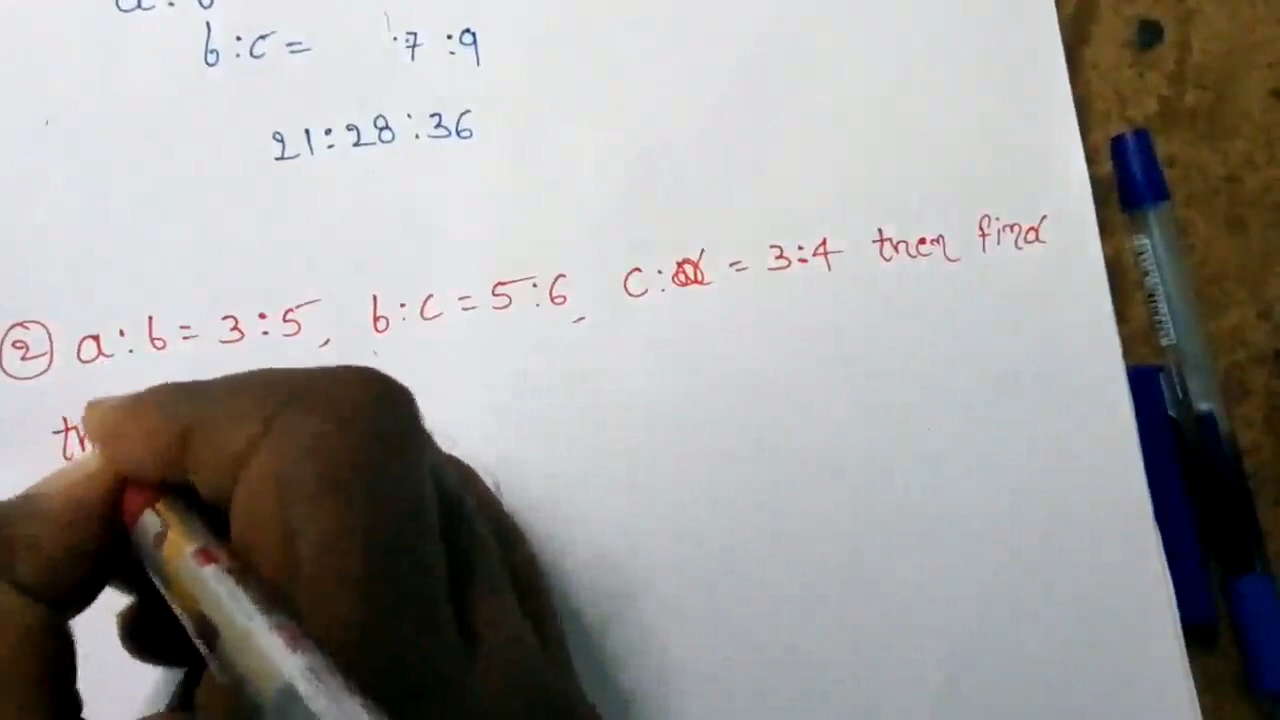 b : c = 7 : 9
21 : 28 : 36
② a : b = 3 : 5, b : c = 5 : 6, c : d = 3 : 4 then find